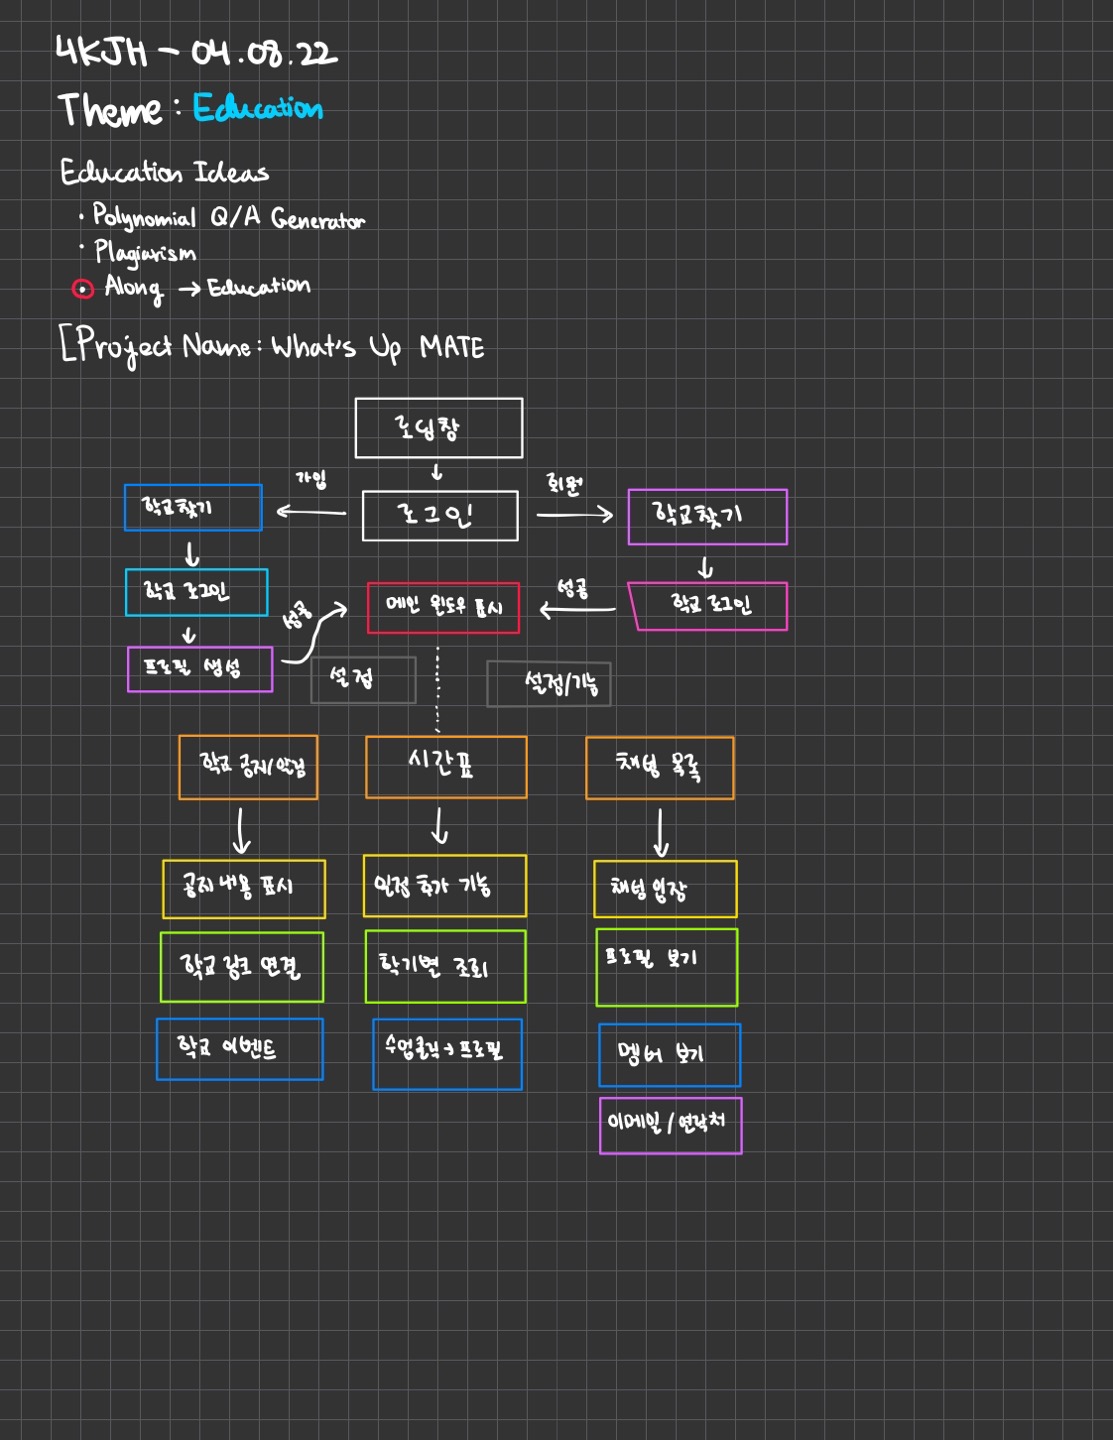 4KJH - 04.08.22
Theme : Education
Education Ideas
· Polynomial Q/A Generator
· Plagiarism
· Along → Education
[Project Name: What's Up MATE
로딩창
가입
회원
학교찾기
로그인
학교찾기
학교 로그인
성공
메인 윈도우 표시
성공
학교 로그인
프로필 생성
설정
설정/기능
학교 공지/알림
시간표
채팅 목록
공지 내용 표시
일정 추가 기능
채팅 입장
학교 링크 연결
학기별 조회
프로필 보기
학교 이벤트
수업클릭→프로필
멤버 보기
이메일/연락처